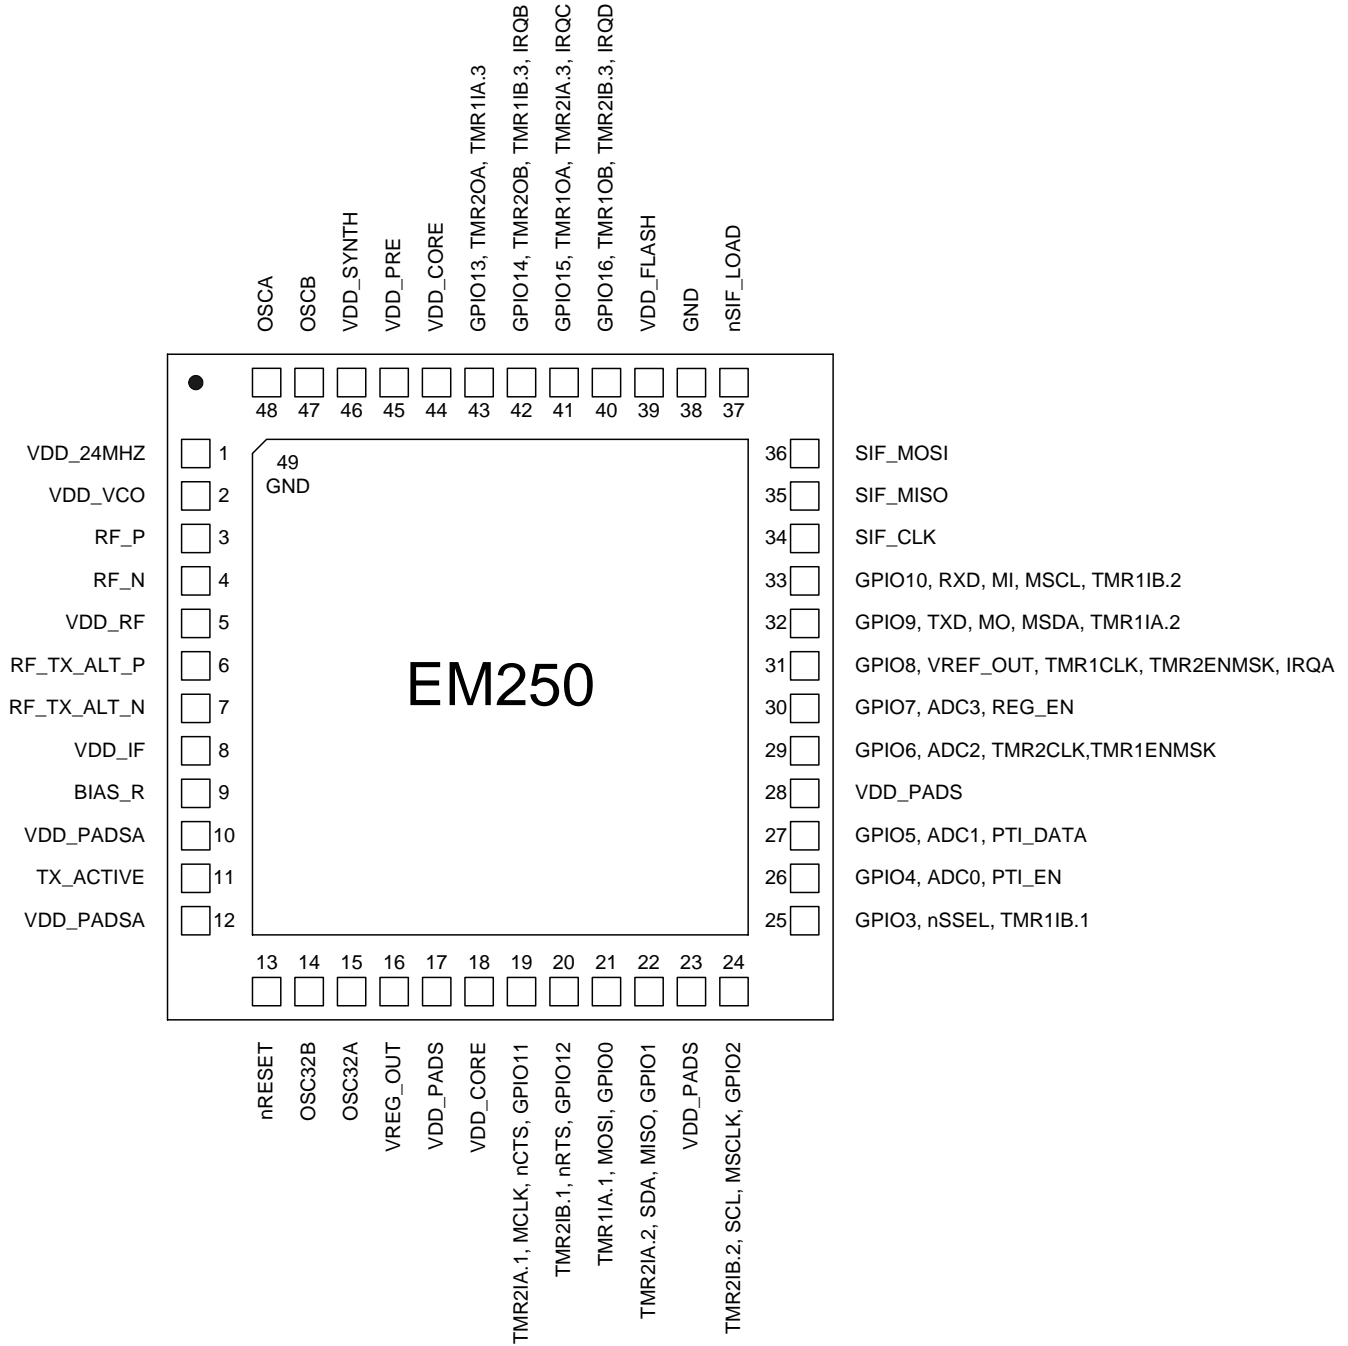 OSCA
OSCB
VDD_SYNTH
VDD_PRE
VDD_CORE
GPIO13, TMR2OA, TMR1IA.3
GPIO14, TMR2OB, TMR1IB.3, IRQB
GPIO15, TMR1OA, TMR2IA.3, IRQC
GPIO16, TMR1OB, TMR2IB.3, IRQD
VDD_FLASH
GND
nSIF_LOAD
48 47 46 45 44 43 42 41 40 39 38 37
VDD_24MHZ 1
VDD_VCO 2
RF_P 3
RF_N 4
VDD_RF 5
RF_TX_ALT_P 6
RF_TX_ALT_N 7
VDD_IF 8
BIAS_R 9
VDD_PADSA 10
TX_ACTIVE 11
VDD_PADSA 12
49
GND
EM250
36 SIF_MOSI
35 SIF_MISO
34 SIF_CLK
33 GPIO10, RXD, MI, MSCL, TMR1IB.2
32 GPIO9, TXD, MO, MSDA, TMR1IA.2
31 GPIO8, VREF_OUT, TMR1CLK, TMR2ENMSK, IRQA
30 GPIO7, ADC3, REG_EN
29 GPIO6, ADC2, TMR2CLK,TMR1ENMSK
28 VDD_PADS
27 GPIO5, ADC1, PTI_DATA
26 GPIO4, ADC0, PTI_EN
25 GPIO3, nSSEL, TMR1IB.1
13 14 15 16 17 18 19 20 21 22 23 24
nRESET
OSC32B
OSC32A
VREG_OUT
VDD_PADS
VDD_CORE
TMR2IA.1, MCLK, nCTS, GPIO11
TMR2IB.1, nRTS, GPIO12
TMR1IA.1, MOSI, GPIO0
TMR2IA.2, SDA, MISO, GPIO1
VDD_PADS
TMR2IB.2, SCL, MSCLK, GPIO2